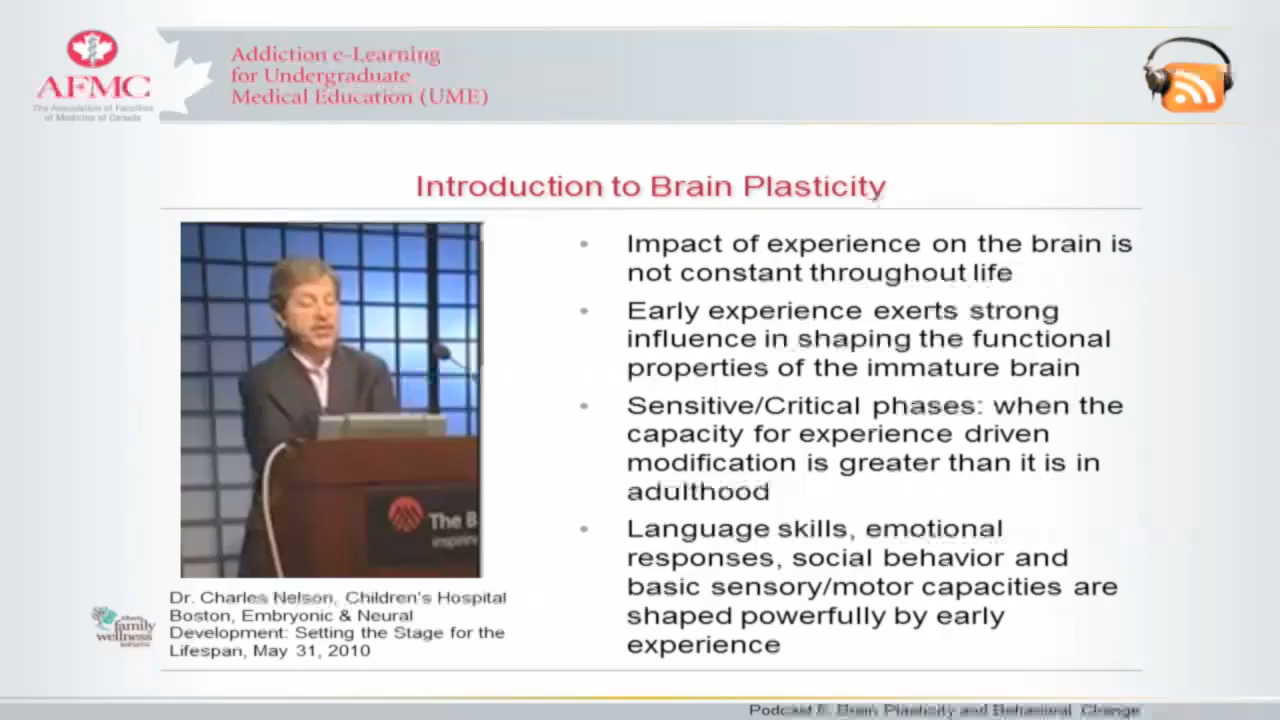 AFMC
The Association of Faculties
of Medicine of Canada
Addiction e-Learning
for Undergraduate
Medical Education (UME)
Introduction to Brain Plasticity
• Impact of experience on the brain is
not constant throughout life
• Early experience exerts strong
influence in shaping the functional
properties of the immature brain
• Sensitive/Critical phases: when the
capacity for experience driven
modification is greater than it is in
adulthood
• Language skills, emotional
responses, social behavior and
basic sensory/motor capacities are
shaped powerfully by early
experience
The B
inspirin
Dr. Charles Nelson, Children's Hospital
Boston, Embryonic & Neural
Development: Setting the Stage for the
Lifespan, May 31, 2010
family
wellness
Podcast Brain Plasticity and Behavioral Change